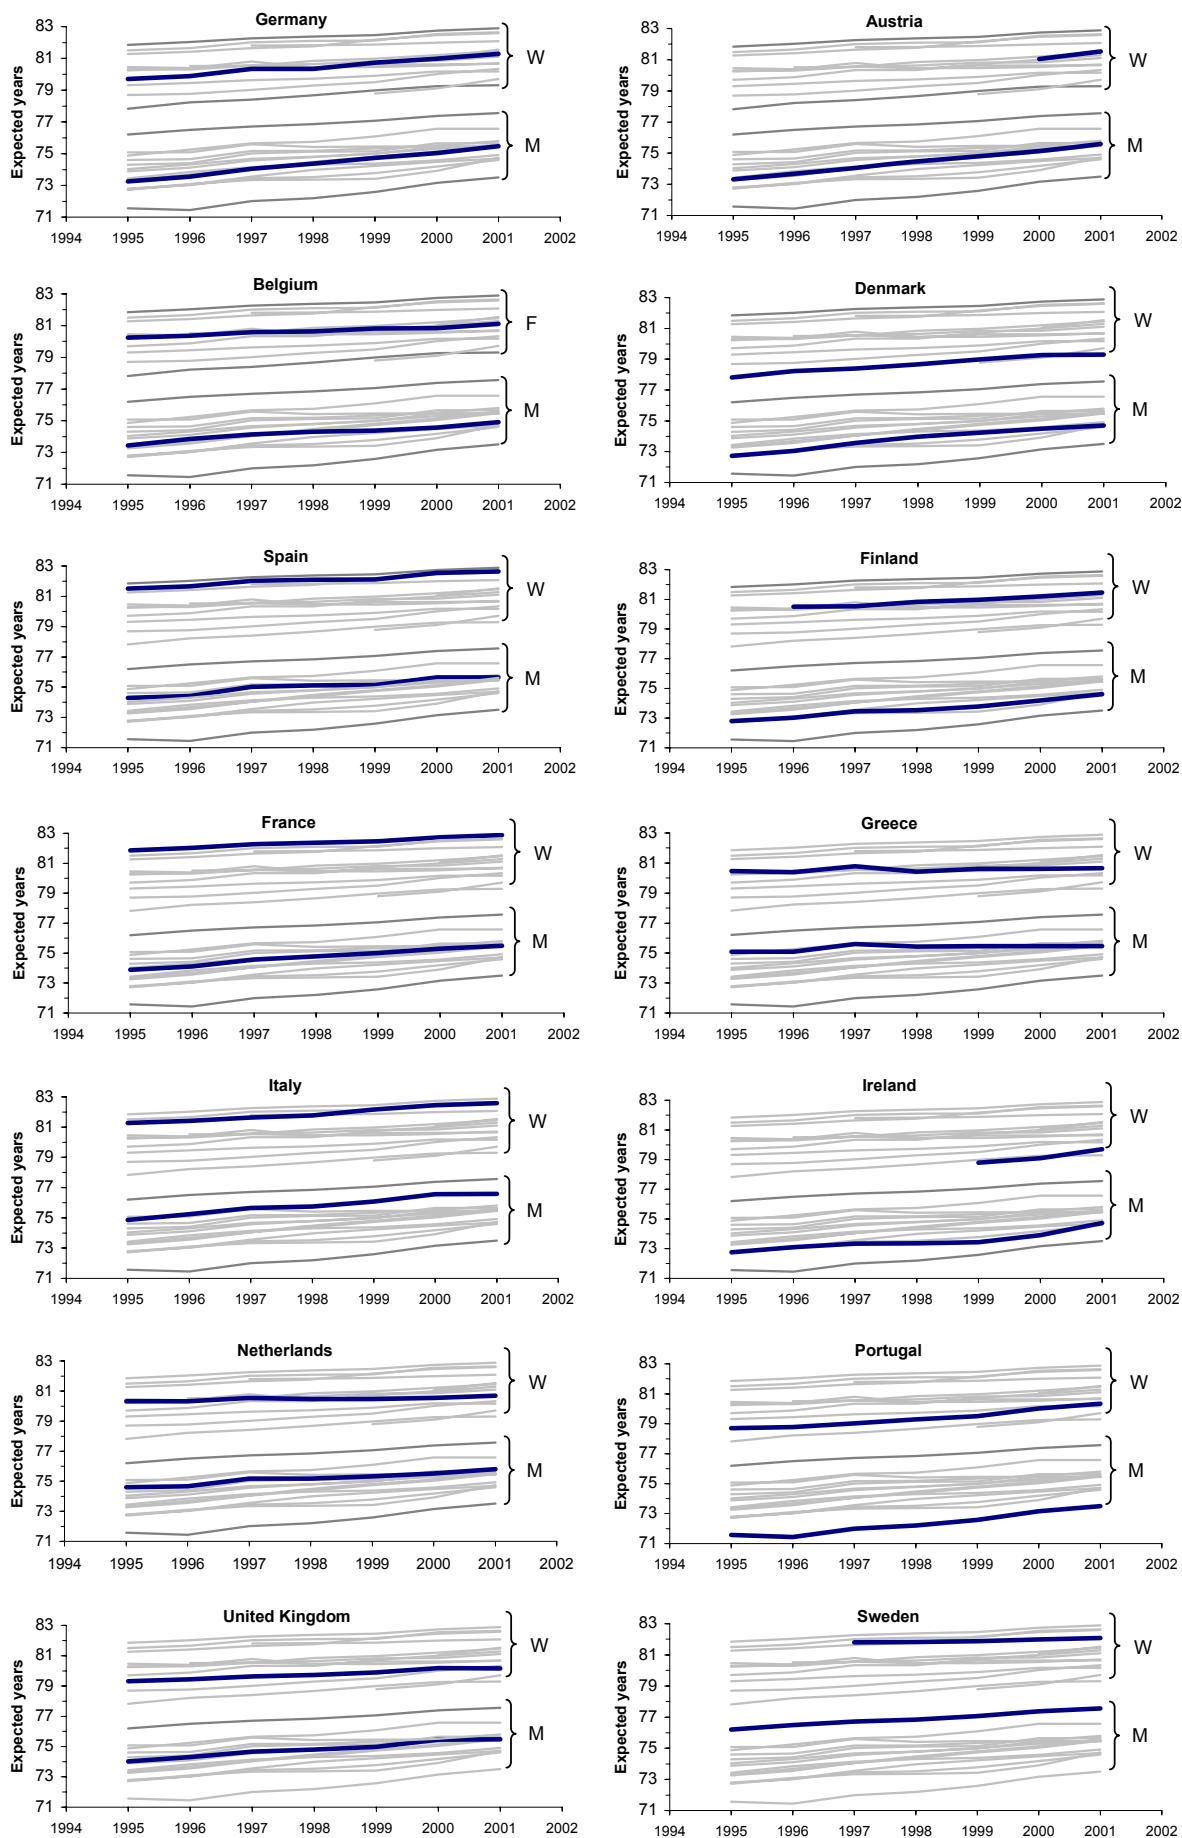 Germany
Expected years
83
81
79
77
75
73
71
W
M
1994 1995 1996 1997 1998 1999 2000 2001 2002
Austria
Expected years
83
81
79
77
75
73
71
W
M
1994 1995 1996 1997 1998 1999 2000 2001 2002
Belgium
Expected years
83
81
79
77
75
73
71
F
M
1994 1995 1996 1997 1998 1999 2000 2001 2002
Denmark
Expected years
83
81
79
77
75
73
71
W
M
1994 1995 1996 1997 1998 1999 2000 2001 2002
Spain
Expected years
83
81
79
77
75
73
71
W
M
1994 1995 1996 1997 1998 1999 2000 2001 2002
Finland
Expected years
83
81
79
77
75
73
71
W
M
1994 1995 1996 1997 1998 1999 2000 2001 2002
France
Expected years
83
81
79
77
75
73
71
W
M
1994 1995 1996 1997 1998 1999 2000 2001 2002
Greece
Expected years
83
81
79
77
75
73
71
W
M
1994 1995 1996 1997 1998 1999 2000 2001 2002
Italy
Expected years
83
81
79
77
75
73
71
W
M
1994 1995 1996 1997 1998 1999 2000 2001 2002
Ireland
Expected years
83
81
79
77
75
73
71
W
M
1994 1995 1996 1997 1998 1999 2000 2001 2002
Netherlands
Expected years
83
81
79
77
75
73
71
W
M
1994 1995 1996 1997 1998 1999 2000 2001 2002
Portugal
Expected years
83
81
79
77
75
73
71
W
M
1994 1995 1996 1997 1998 1999 2000 2001 2002
United Kingdom
Expected years
83
81
79
77
75
73
71
W
M
1994 1995 1996 1997 1998 1999 2000 2001 2002
Sweden
Expected years
83
81
79
77
75
73
71
W
M
1994 1995 1996 1997 1998 1999 2000 2001 2002